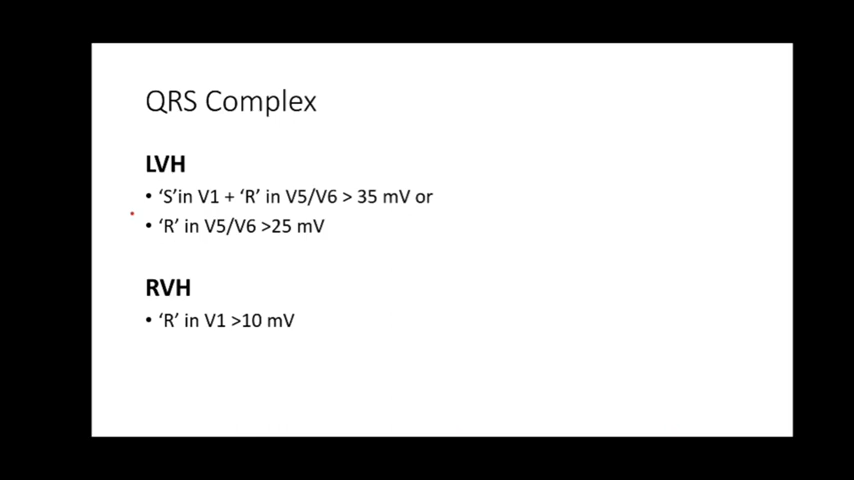 QRS Complex
LVH
• ‘S’in V1 + ‘R’ in V5/V6 > 35 mV or
• ‘R’ in V5/V6 >25 mV
RVH
• ‘R’ in V1 >10 mV